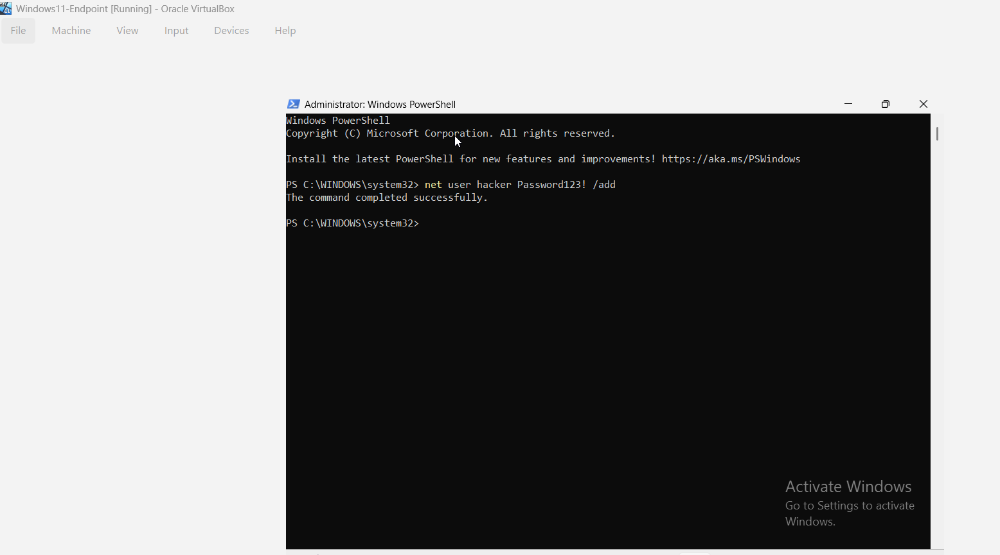 Windows11-Endpoint [Running] - Oracle VirtualBox
File Machine View Input Devices Help
Administrator: Windows PowerShell
Windows PowerShell
Copyright (C) Microsoft Corporation. All rights reserved.
Install the latest PowerShell for new features and improvements! https://aka.ms/PSWindows
PS C:\WINDOWS\system32> net user hacker Password123! /add
The command completed successfully.
PS C:\WINDOWS\system32>
Activate Windows
Go to Settings to activate
Windows.